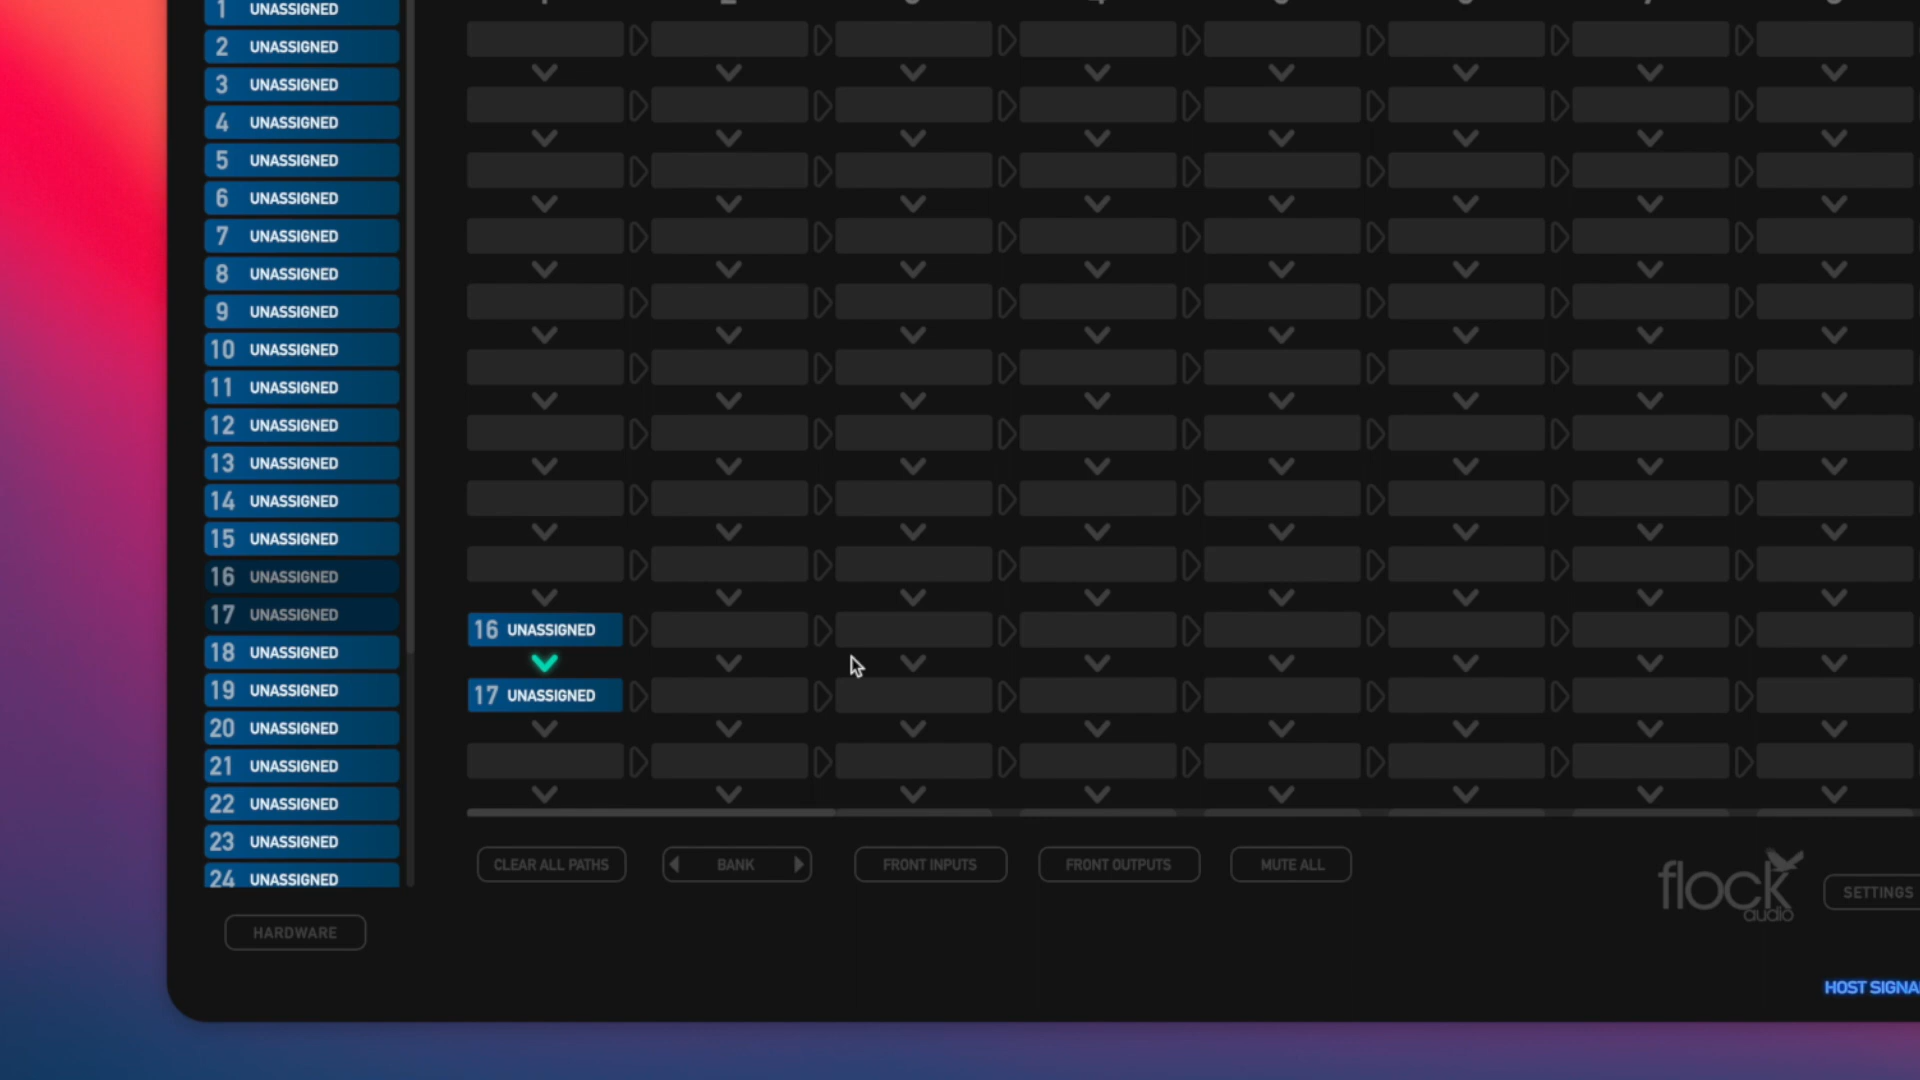 1 UNASSIGNED
2 UNASSIGNED
3 UNASSIGNED
4 UNASSIGNED
5 UNASSIGNED
6 UNASSIGNED
7 UNASSIGNED
8 UNASSIGNED
9 UNASSIGNED
10 UNASSIGNED
11 UNASSIGNED
12 UNASSIGNED
13 UNASSIGNED
14 UNASSIGNED
15 UNASSIGNED
16 UNASSIGNED
17 UNASSIGNED
18 UNASSIGNED
19 UNASSIGNED
20 UNASSIGNED
21 UNASSIGNED
22 UNASSIGNED
23 UNASSIGNED
24 UNASSIGNED
HARDWARE
16 UNASSIGNED
17 UNASSIGNED
CLEAR ALL PATHS
BANK
FRONT INPUTS
FRONT OUTPUTS
MUTE ALL
flock
audio
SETTINGS
HOST